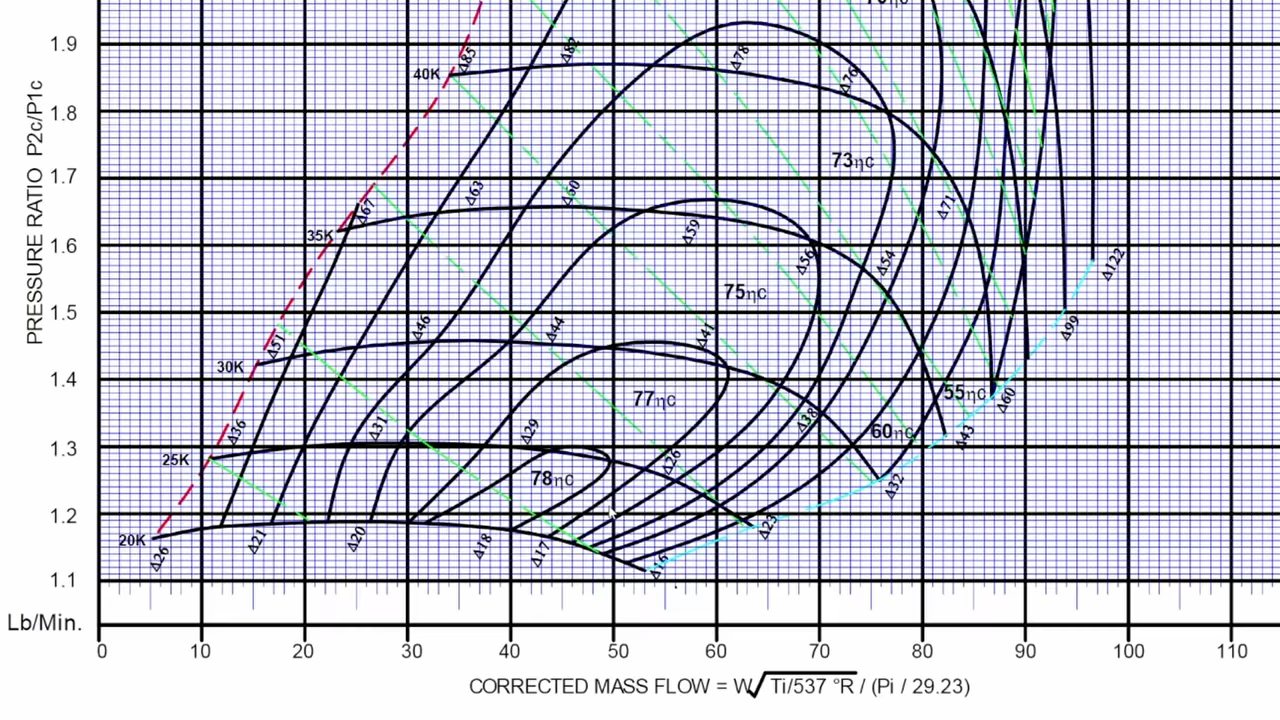 1.9
1.8
1.7
1.6
1.5
1.4
1.3
1.2
1.1
PRESSURE RATIO P2c/P1c
40K
35K
30K
25K
20K
Δ85
Δ82
Δ78
Δ76
73ηc
Δ67
Δ63
Δ60
Δ59
Δ56
Δ54
Δ71
75ηc
Δ51
Δ46
Δ44
Δ41
Δ38
Δ122
Δ99
77ηc
55ηc
Δ60
60ηc
Δ43
Δ36
Δ31
Δ29
Δ26
78ηc
Δ32
Δ26
Δ21
Δ20
Δ18
Δ17
Δ16
Δ23
Lb/Min.
0 10 20 30 40 50 60 70 80 90 100 110
CORRECTED MASS FLOW = W√Ti/537 °R / (Pi / 29.23)